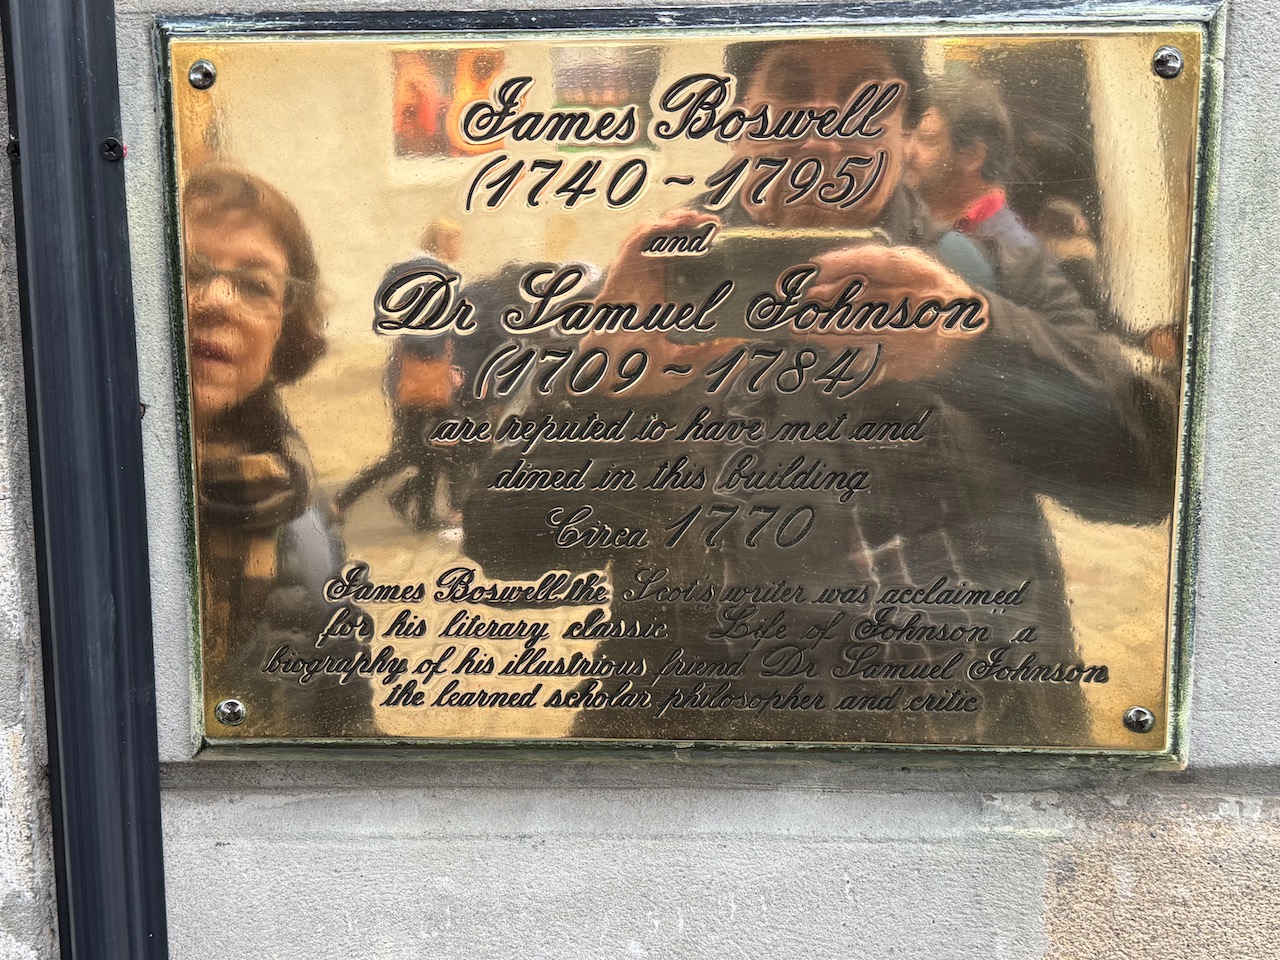 James Boswell
(1740 ~ 1795)
and
Dr Samuel Johnson
(1709 ~ 1784)
are reputed to have met and
dined in this building
Circa 1770
James Boswell the Scot's writer was acclaimed
for his literary classic Life of Johnson a
biography of his illustrious friend Dr Samuel Johnson
the learned scholar philosopher and critic